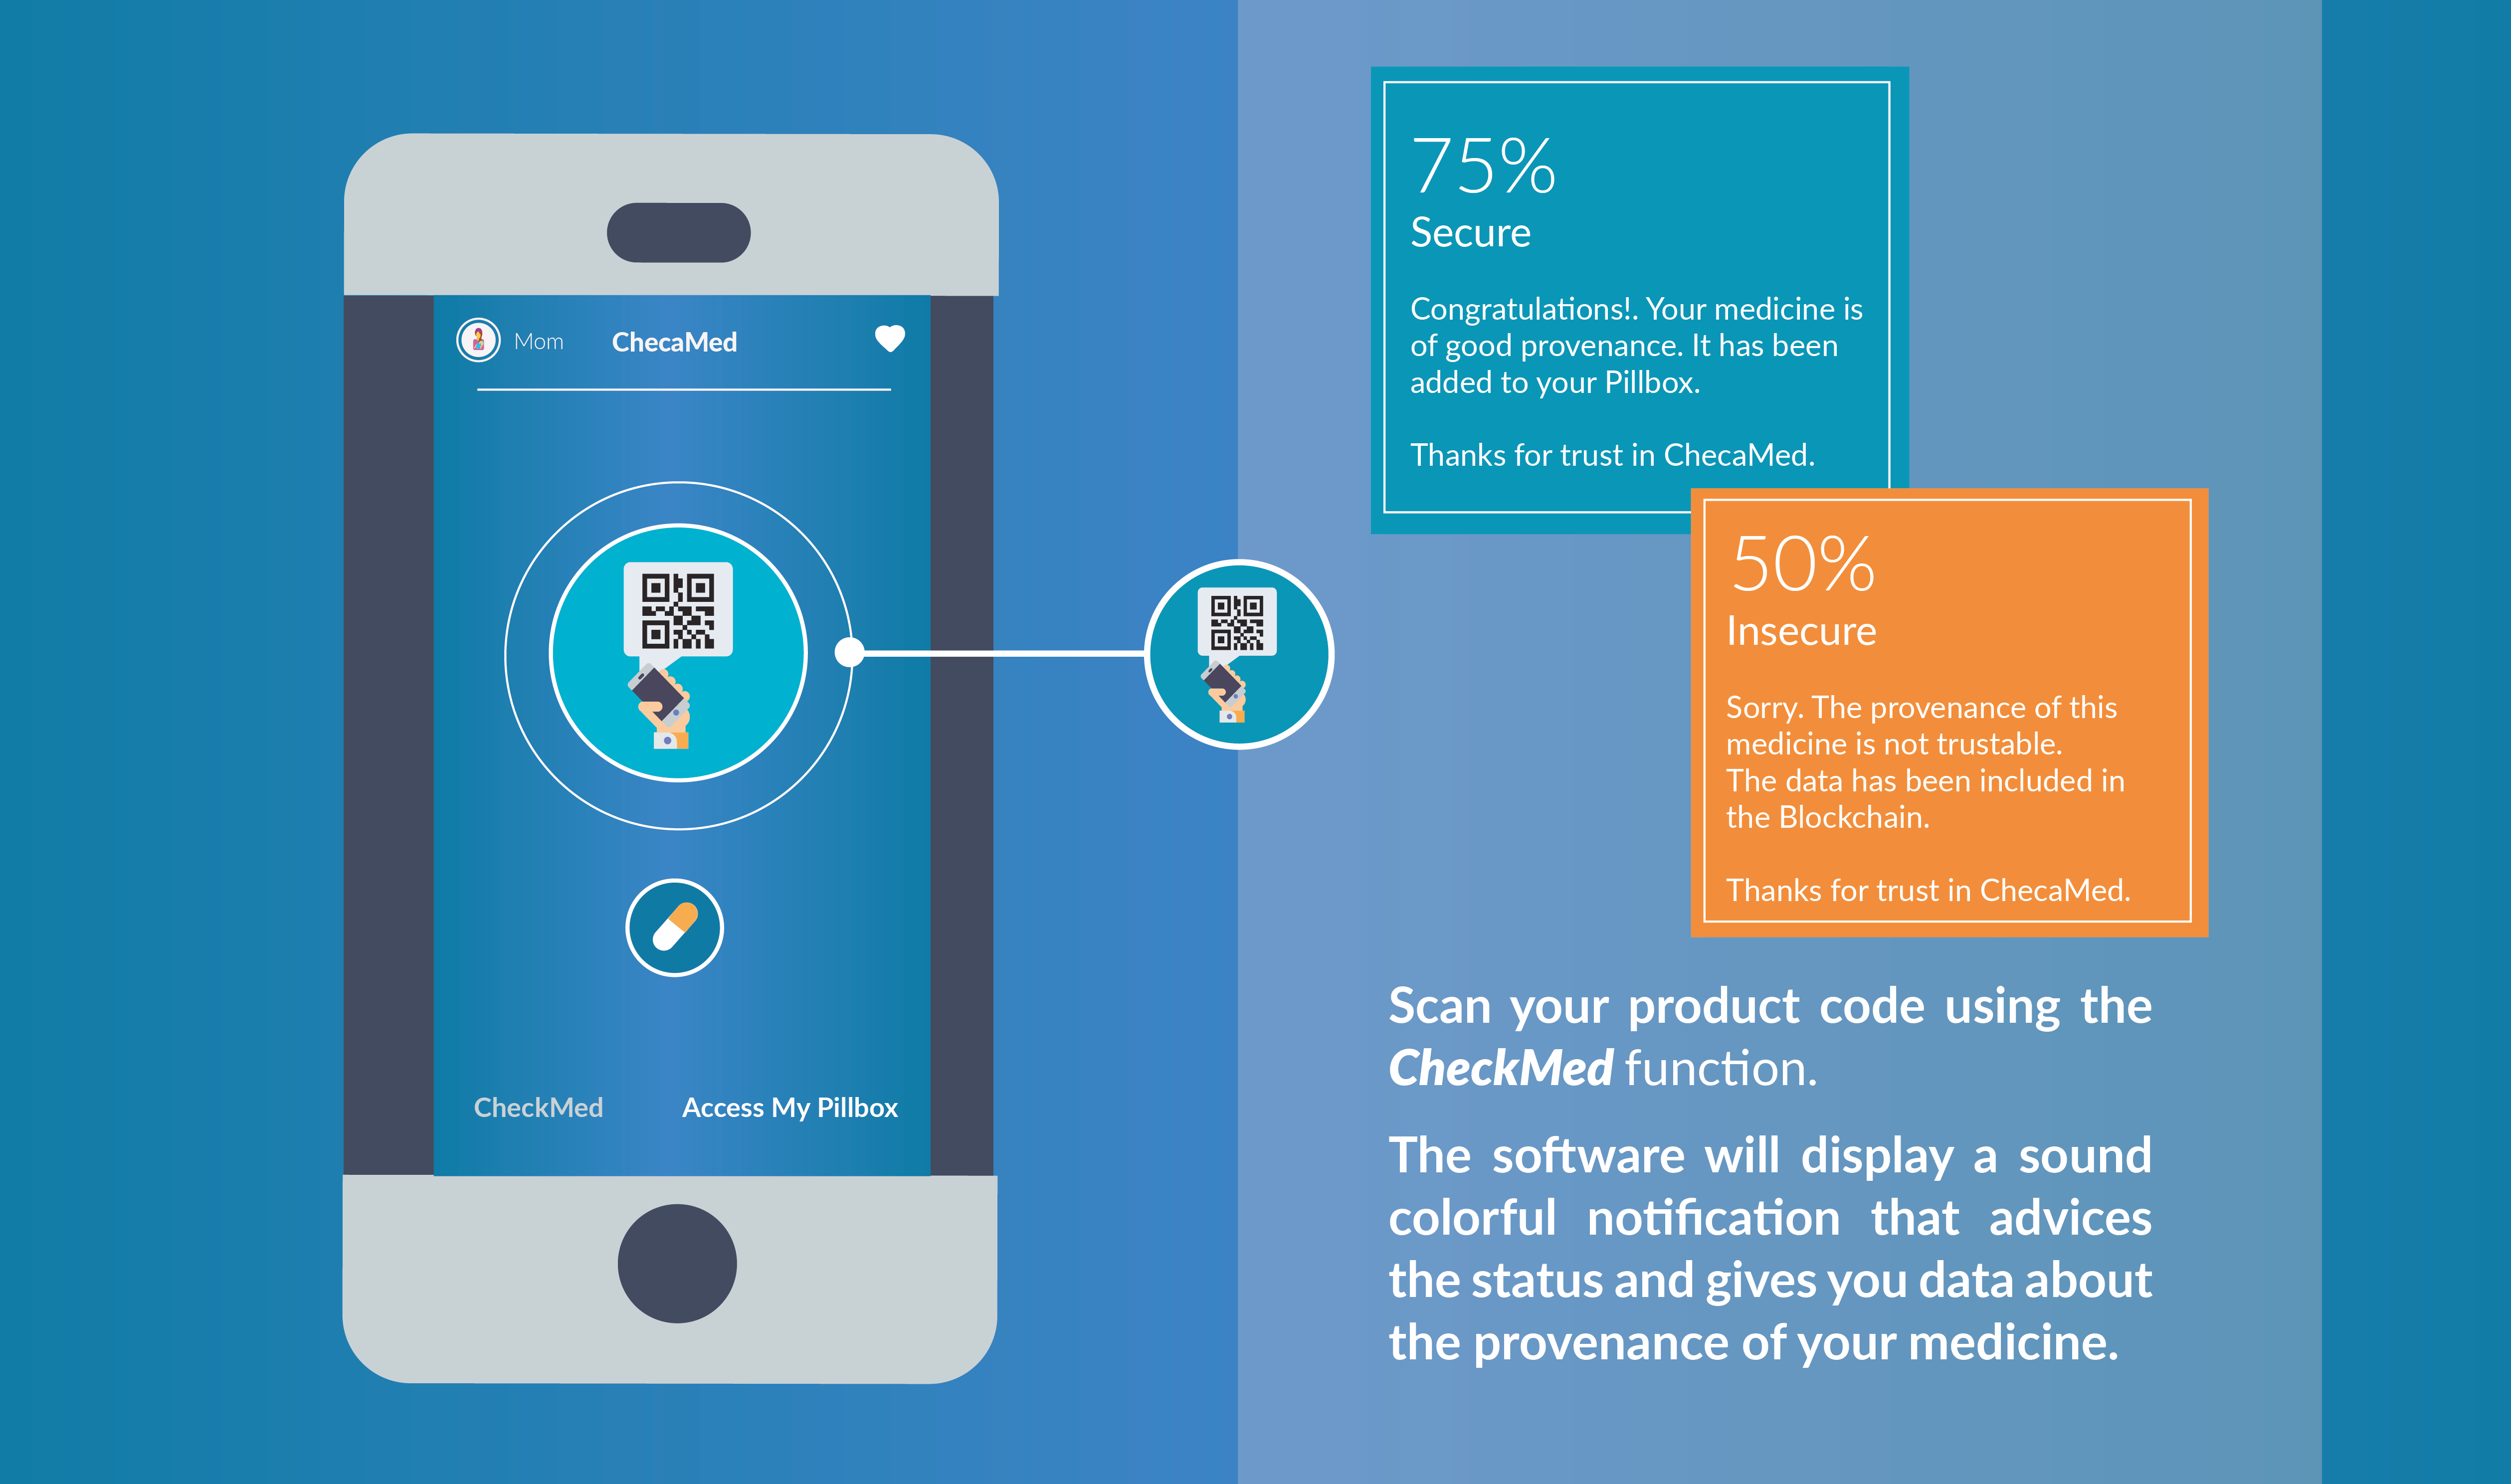 Mom
ChecaMed
CheckMed
Access My Pillbox
75%
Secure
Congratulations!. Your medicine is
of good provenance. It has been
added to your Pillbox.
Thanks for trust in ChecaMed.
50%
Insecure
Sorry. The provenance of this
medicine is not trustable.
The data has been included in
the Blockchain.
Thanks for trust in ChecaMed.
Scan your product code using the
CheckMed function.
The software will display a sound
colorful notification that advices
the status and gives you data about
the provenance of your medicine.